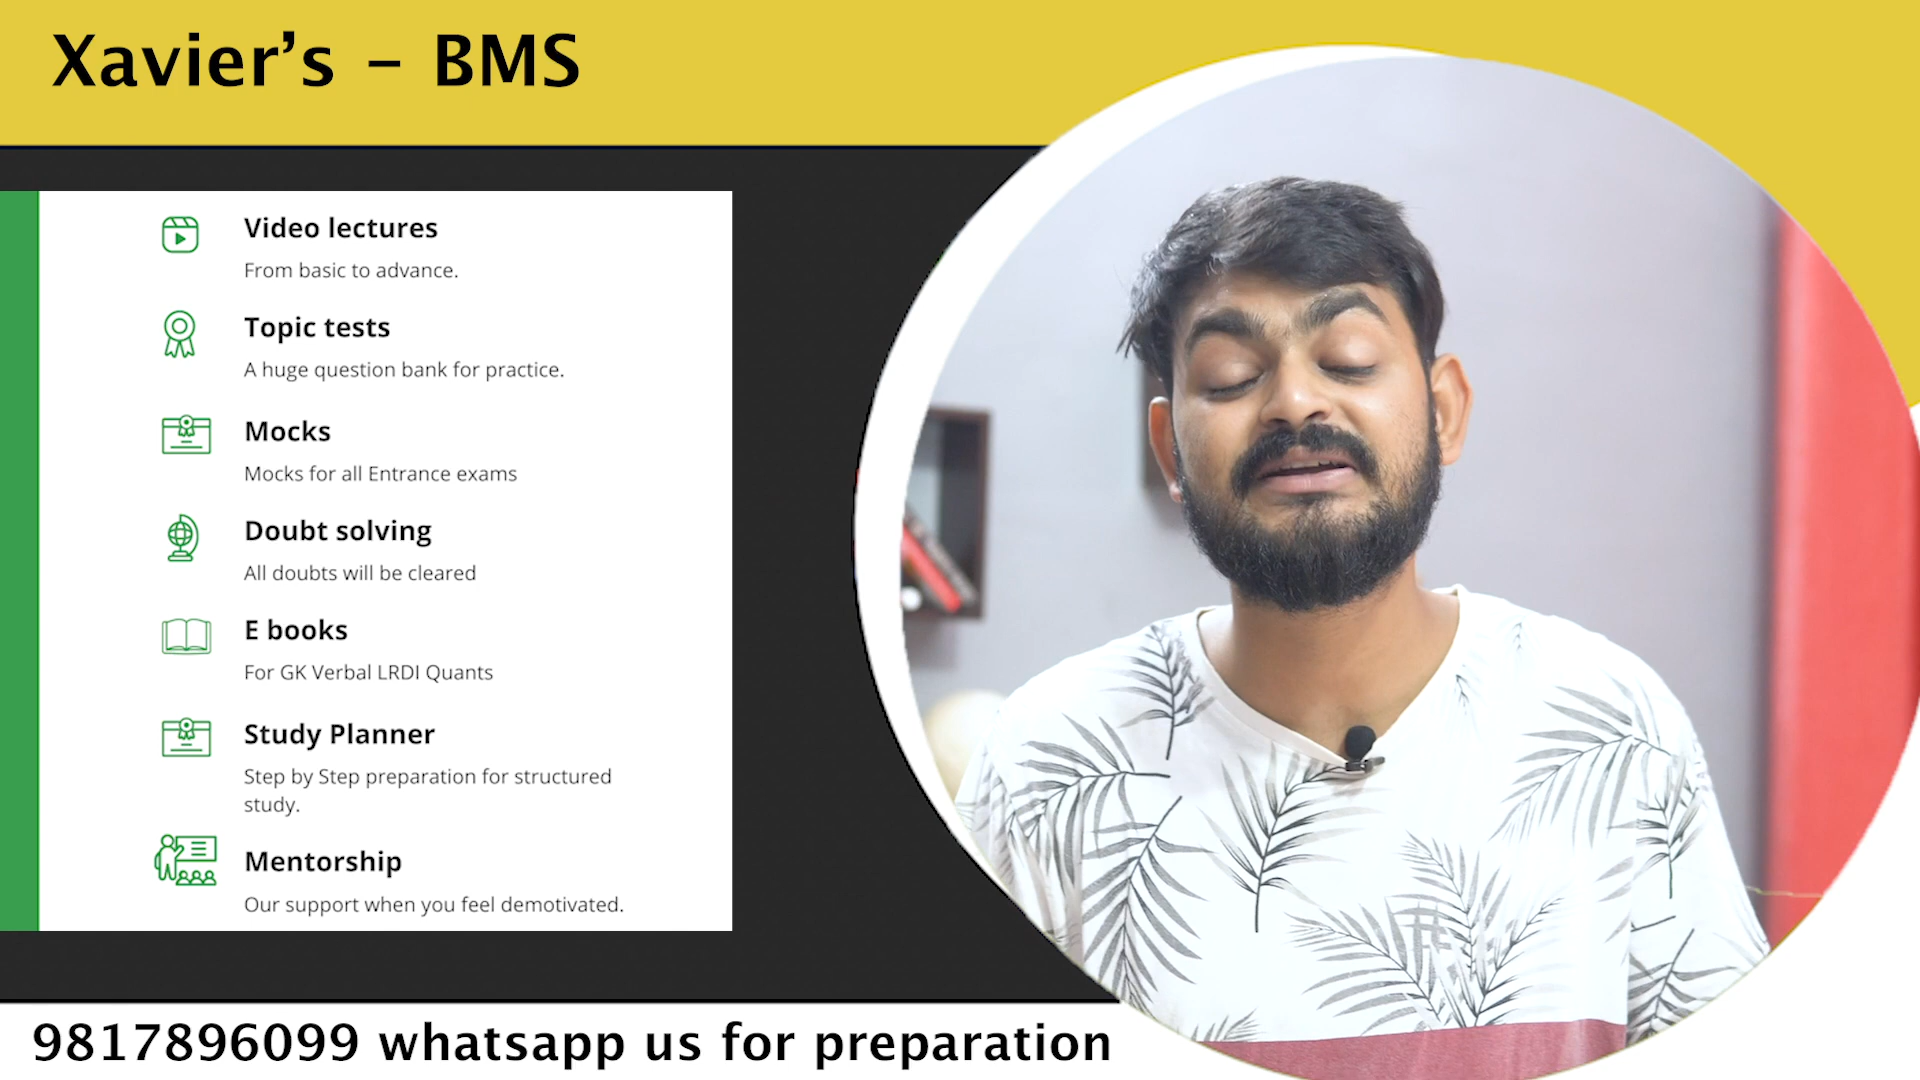 Xavier’s – BMS
Video lectures
From basic to advance.
Topic tests
A huge question bank for practice.
Mocks
Mocks for all Entrance exams
Doubt solving
All doubts will be cleared
E books
For GK Verbal LRDI Quants
Study Planner
Step by Step preparation for structured
study.
Mentorship
Our support when you feel demotivated.
9817896099 whatsapp us for preparation